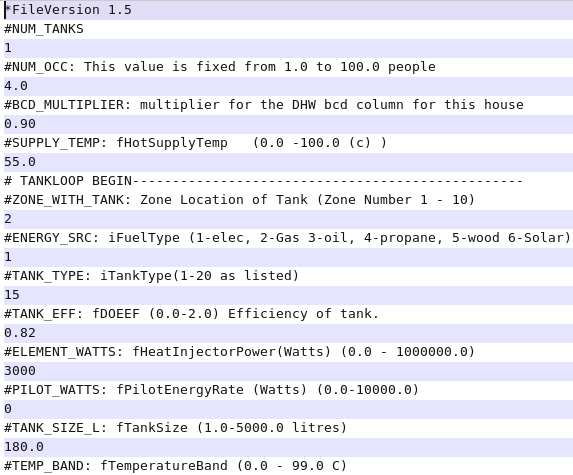 *FileVersion 1.5
#NUM_TANKS
1
#NUM_OCC: This value is fixed from 1.0 to 100.0 people
4.0
#BCD_MULTIPLIER: multiplier for the DHW bcd column for this house
0.90
#SUPPLY_TEMP: fHotSupplyTemp   (0.0 -100.0 (c) )
55.0
# TANKLOOP BEGIN-------------------------------------------------
#ZONE_WITH_TANK: Zone Location of Tank (Zone Number 1 - 10)
2
#ENERGY_SRC: iFuelType (1-elec, 2-Gas 3-oil, 4-propane, 5-wood 6-Solar)
1
#TANK_TYPE: iTankType(1-20 as listed)
15
#TANK_EFF: fDOEEF (0.0-2.0) Efficiency of tank.
0.82
#ELEMENT_WATTS: fHeatInjectorPower(Watts) (0.0 - 1000000.0)
3000
#PILOT_WATTS: fPilotEnergyRate (Watts) (0.0-10000.0)
0
#TANK_SIZE_L: fTankSize (1.0-5000.0 litres)
180.0
#TEMP_BAND: fTemperatureBand (0.0 - 99.0 C)